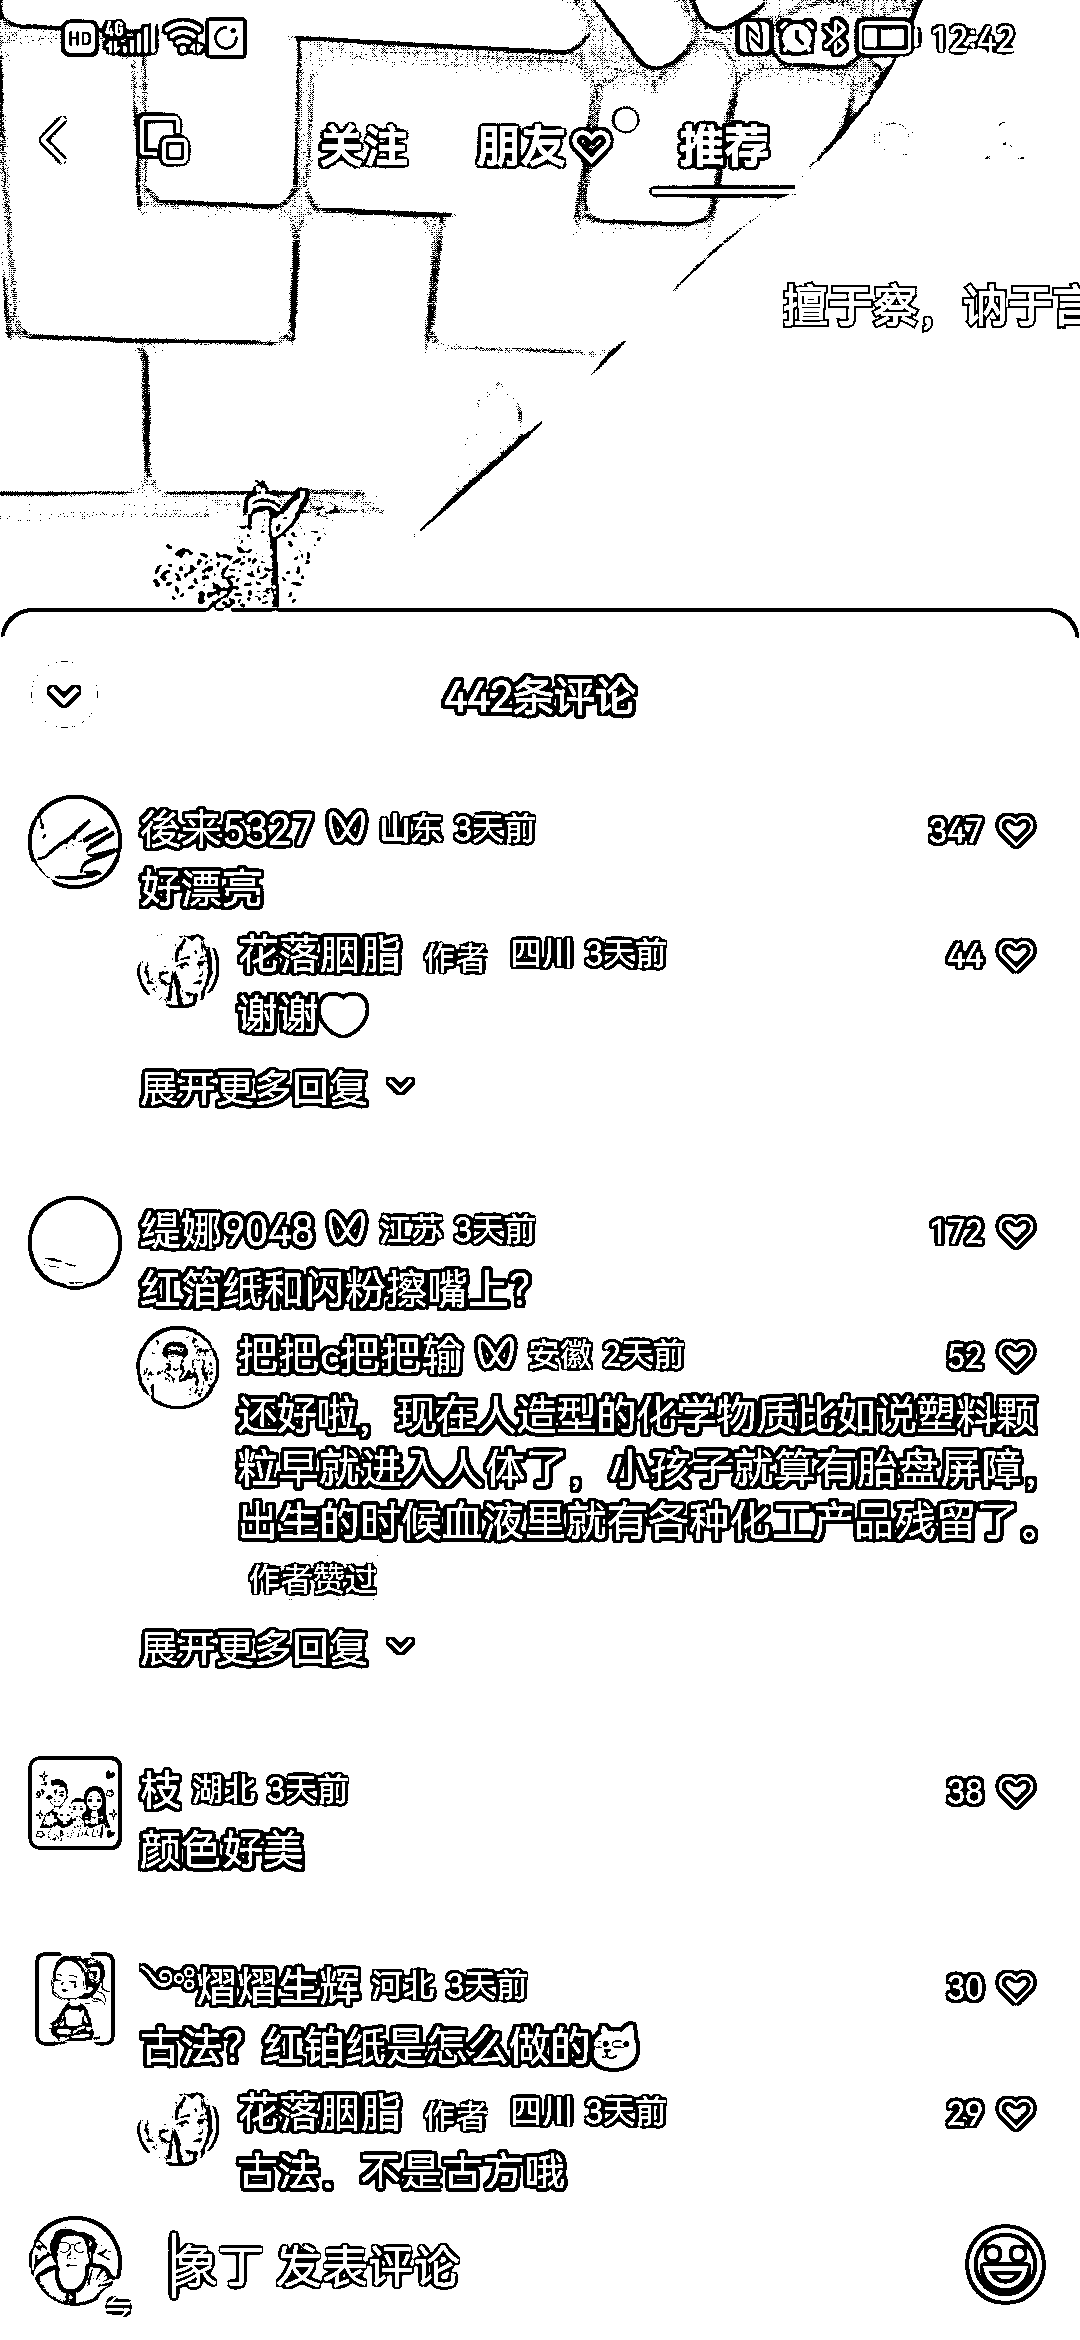 HD 4G 12:42
关注 朋友 推荐
擅于察，讷于言
442条评论
後来5327 山东 3天前 347
好漂亮
花落胭脂 作者 四川 3天前 44
谢谢
展开更多回复
缇娜9048 江苏 3天前 172
红箔纸和闪粉擦嘴上？
把把c把把输 安徽 2天前 52
还好啦，现在人造型的化学物质比如说塑料颗
粒早就进入人体了，小孩子就算有胎盘屏障，
出生的时候血液里就有各种化工产品残留了。
作者赞过
展开更多回复
枝 湖北 3天前 38
颜色好美
熠熠生辉 河北 3天前 30
古法？红铂纸是怎么做的
花落胭脂 作者 四川 3天前 29
古法．不是古方哦
象丁 发表评论